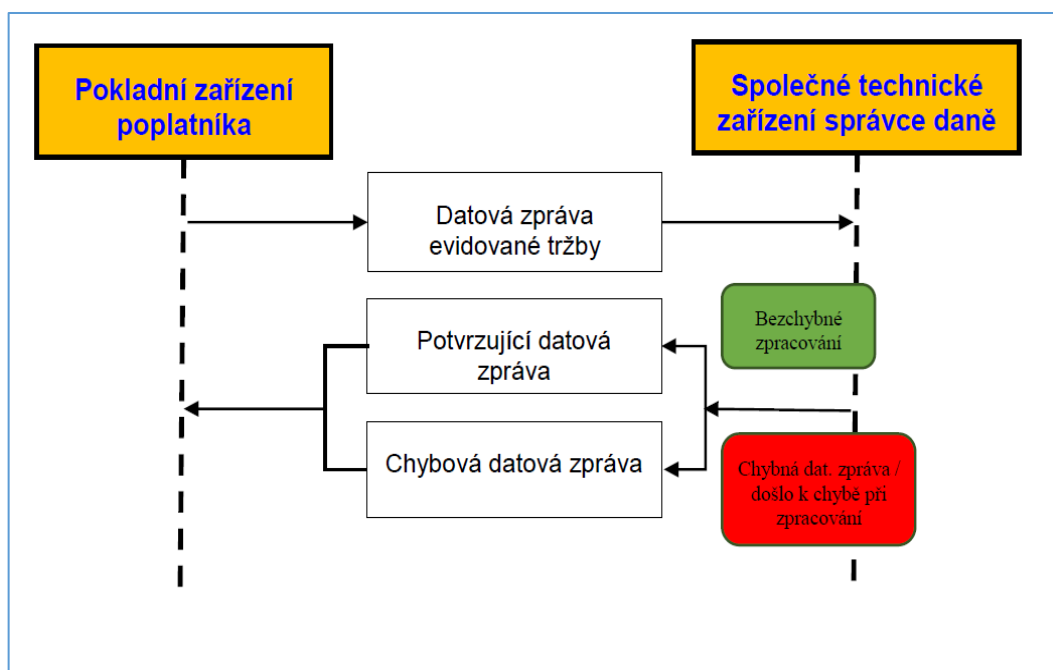 Pokladní zařízení
poplatníka
Společné technické
zařízení správce daně
Datová zpráva
evidované tržby
Bezchybné
zpracování
Potvrzující datová
zpráva
Chybová datová zpráva
Chybná dat. zpráva /
došlo k chybě při
zpracování